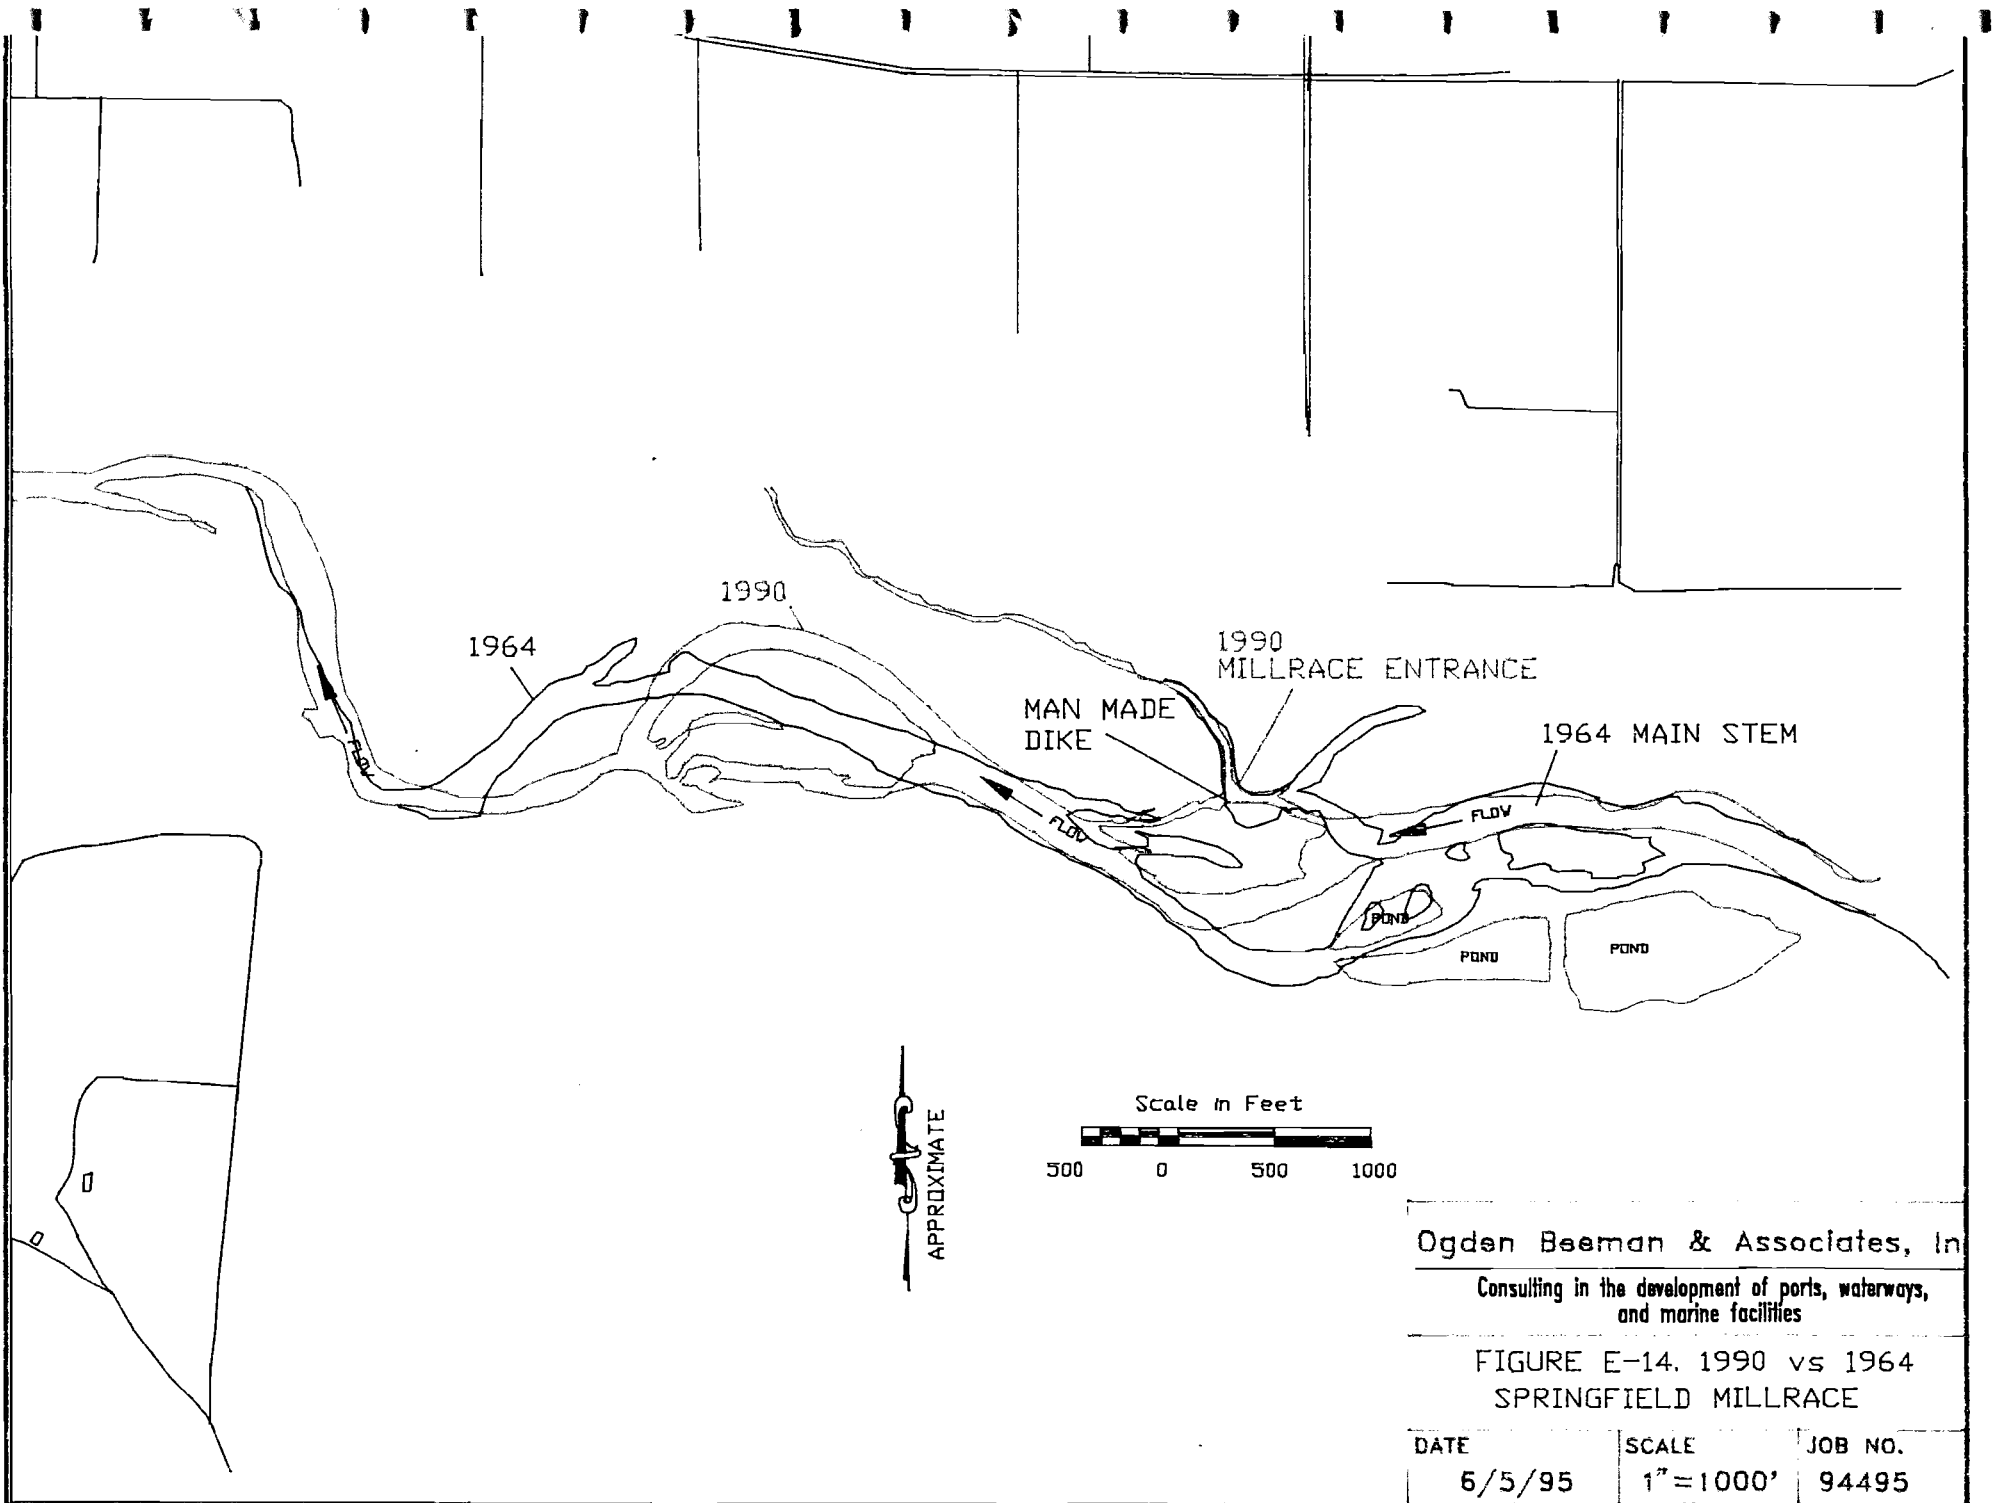 1990
1964
1990
MILLRACE ENTRANCE
MAN MADE
DIKE
1964 MAIN STEM
FLOW
FLOW
FLOW
POND
POND
POND
APPROXIMATE
Scale in Feet
500 0 500 1000
Ogden Beeman & Associates, In
Consulting in the development of ports, waterways,
and marine facilities
FIGURE E-14. 1990 vs 1964
SPRINGFIELD MILLRACE
DATE SCALE JOB NO.
6/5/95 1"=1000' 94495